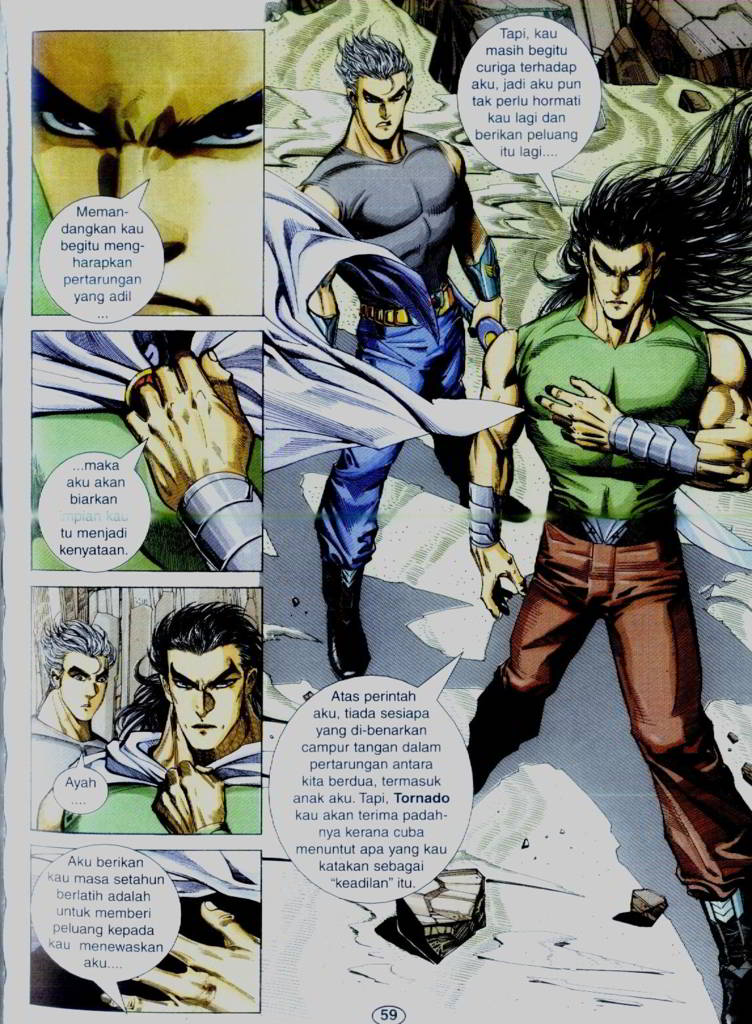 Meman-
dangkan kau
begitu meng-
harapkan
pertarungan
yang adil
...
...maka
aku akan
biarkan
impian kau
tu menjadi
kenyataan.
Ayah
....
Aku berikan
kau masa setahun
berlatih adalah
untuk memberi
peluang kepada
kau menewaskan
aku....
Tapi, kau
masih begitu
curiga terhadap
aku, jadi aku pun
tak perlu hormati
kau lagi dan
berikan peluang
itu lagi....
Atas perintah
aku, tiada sesiapa
yang di-benarkan
campur tangan dalam
pertarungan antara
kita berdua, termasuk
anak aku. Tapi, Tornado
kau akan terima padah-
nya kerana cuba
menuntut apa yang kau
katakan sebagai
"keadilan" itu.
59